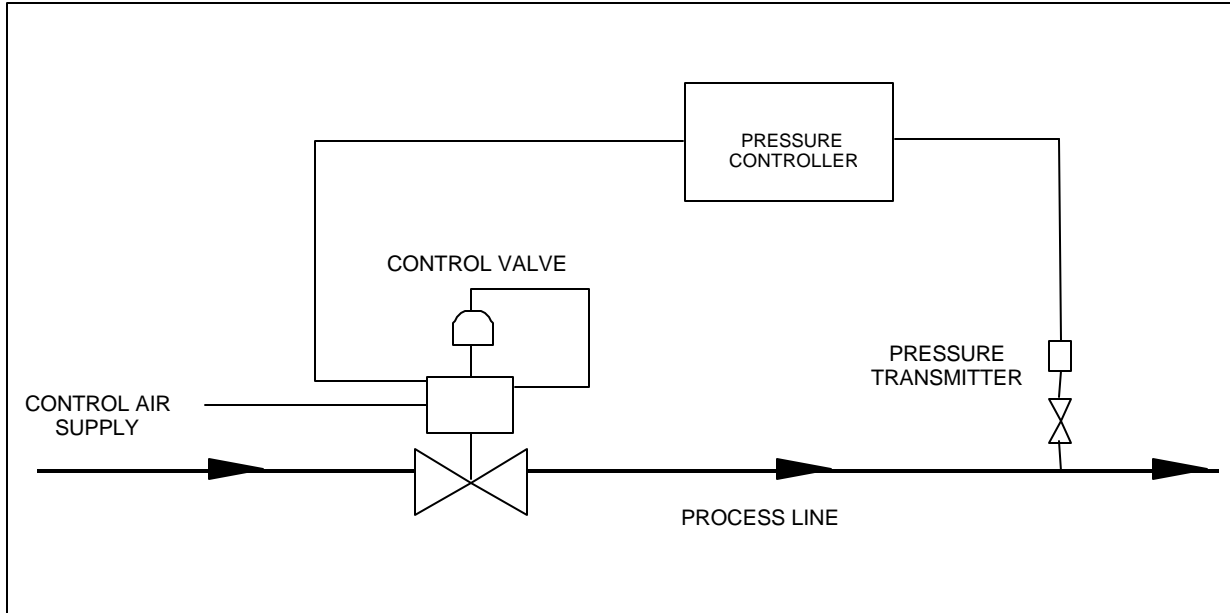 PRESSURE
CONTROLLER
CONTROL VALVE
PRESSURE
TRANSMITTER
CONTROL AIR
SUPPLY
PROCESS LINE